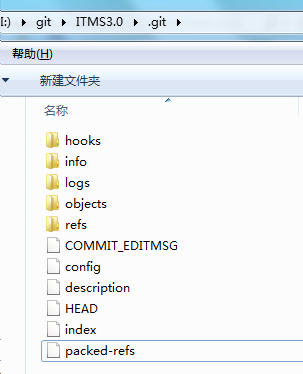 I:) git ITMS3.0 .git
帮助(H)
新建文件夹
名称
hooks
info
logs
objects
refs
COMMIT_EDITMSG
config
description
HEAD
index
packed-refs